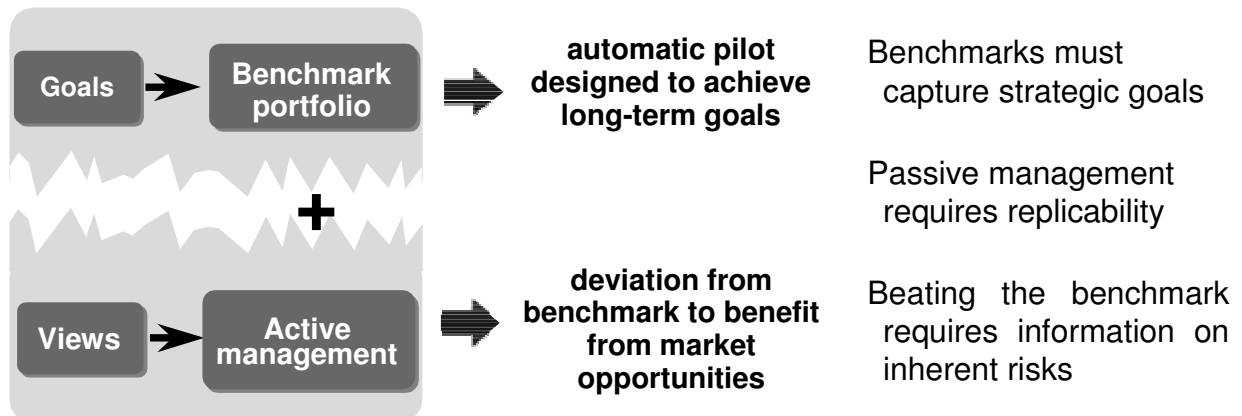 Goals
Benchmark
portfolio
automatic pilot
designed to achieve
long-term goals
Benchmarks must
capture strategic goals
+
Passive management
requires replicability
Views
Active
management
deviation from
benchmark to benefit
from market
opportunities
Beating the benchmark
requires information on
inherent risks